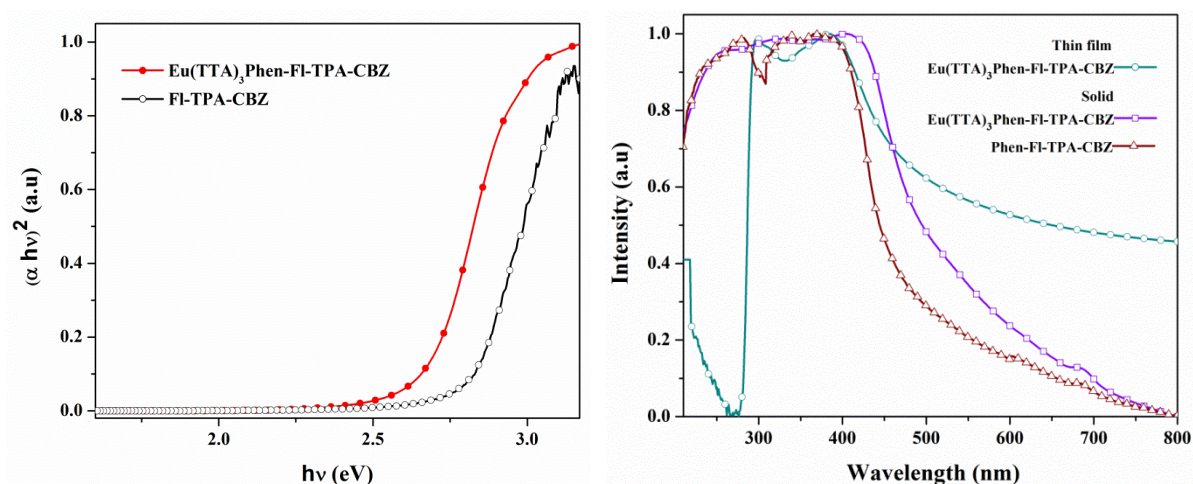 (α hν)² (a.u)
1.0
0.8
0.6
0.4
0.2
0.0
Eu(TTA)₃Phen-Fl-TPA-CBZ
Fl-TPA-CBZ
2.0
2.5
3.0
hν (eV)
Intensity (a.u)
1.0
0.8
0.6
0.4
0.2
0.0
Thin film
Eu(TTA)₃Phen-Fl-TPA-CBZ
Solid
Eu(TTA)₃Phen-Fl-TPA-CBZ
Phen-Fl-TPA-CBZ
300
400
500
600
700
800
Wavelength (nm)